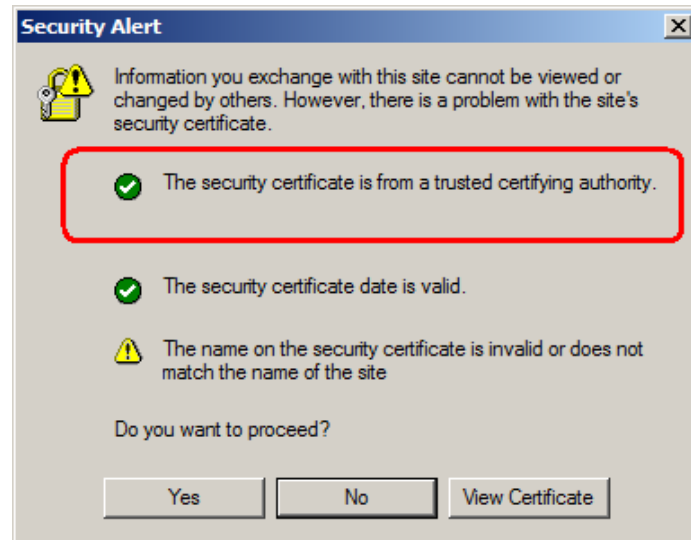 Security Alert
Information you exchange with this site cannot be viewed or
changed by others. However, there is a problem with the site's
security certificate.
The security certificate is from a trusted certifying authority.
The security certificate date is valid.
The name on the security certificate is invalid or does not
match the name of the site
Do you want to proceed?
Yes
No
View Certificate